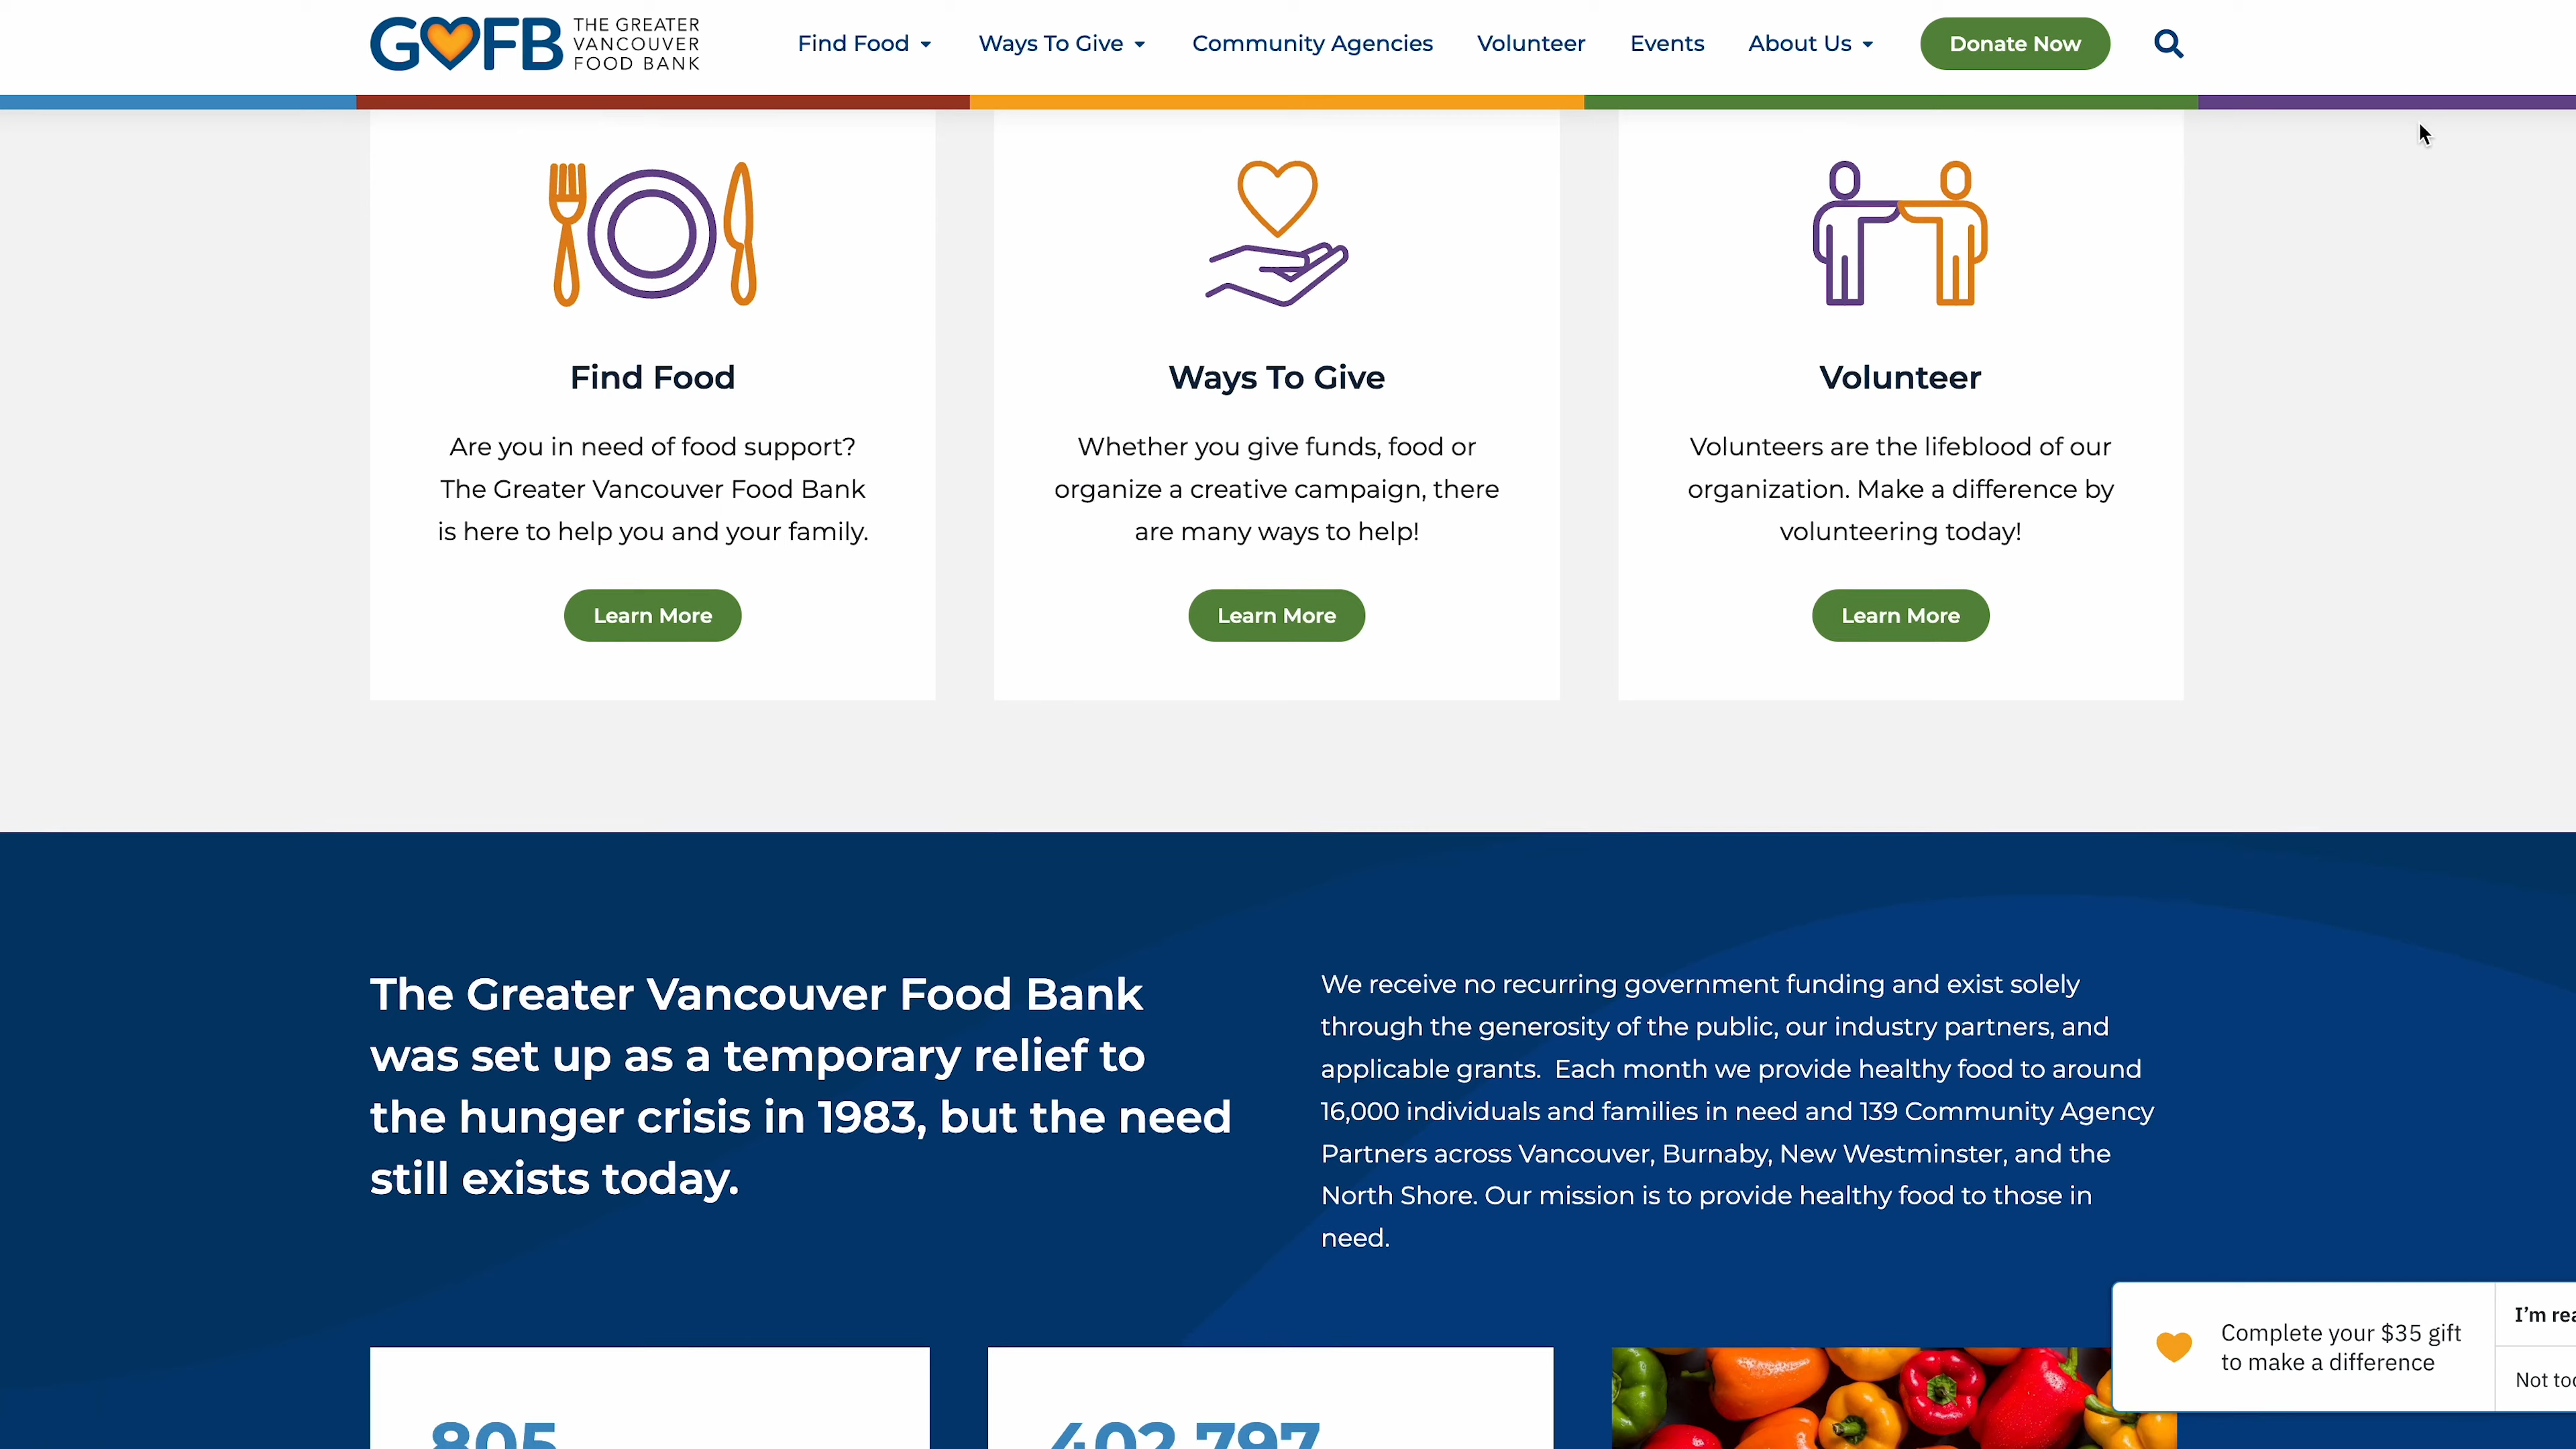 GVFB THE GREATER
VANCOUVER
FOOD BANK
Find Food
Ways To Give
Community Agencies
Volunteer
Events
About Us
Donate Now
Find Food
Are you in need of food support?
The Greater Vancouver Food Bank
is here to help you and your family.
Learn More
Ways To Give
Whether you give funds, food or
organize a creative campaign, there
are many ways to help!
Learn More
Volunteer
Volunteers are the lifeblood of our
organization. Make a difference by
volunteering today!
Learn More
The Greater Vancouver Food Bank
was set up as a temporary relief to
the hunger crisis in 1983, but the need
still exists today.
We receive no recurring government funding and exist solely
through the generosity of the public, our industry partners, and
applicable grants. Each month we provide healthy food to around
16,000 individuals and families in need and 139 Community Agency
Partners across Vancouver, Burnaby, New Westminster, and the
North Shore. Our mission is to provide healthy food to those in
need.
Complete your $35 gift
to make a difference
I'm
Not
805
402,797